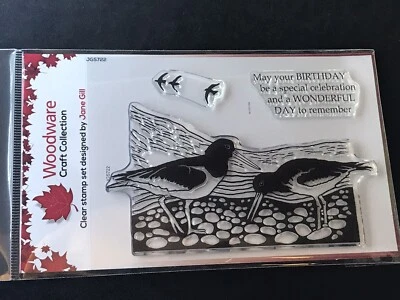 JGS722
Woodware
Craft Collection
Clear stamp set designed by Jane Gill
May your BIRTHDAY
be a special celebration
and a WONDERFUL
DAY to remember